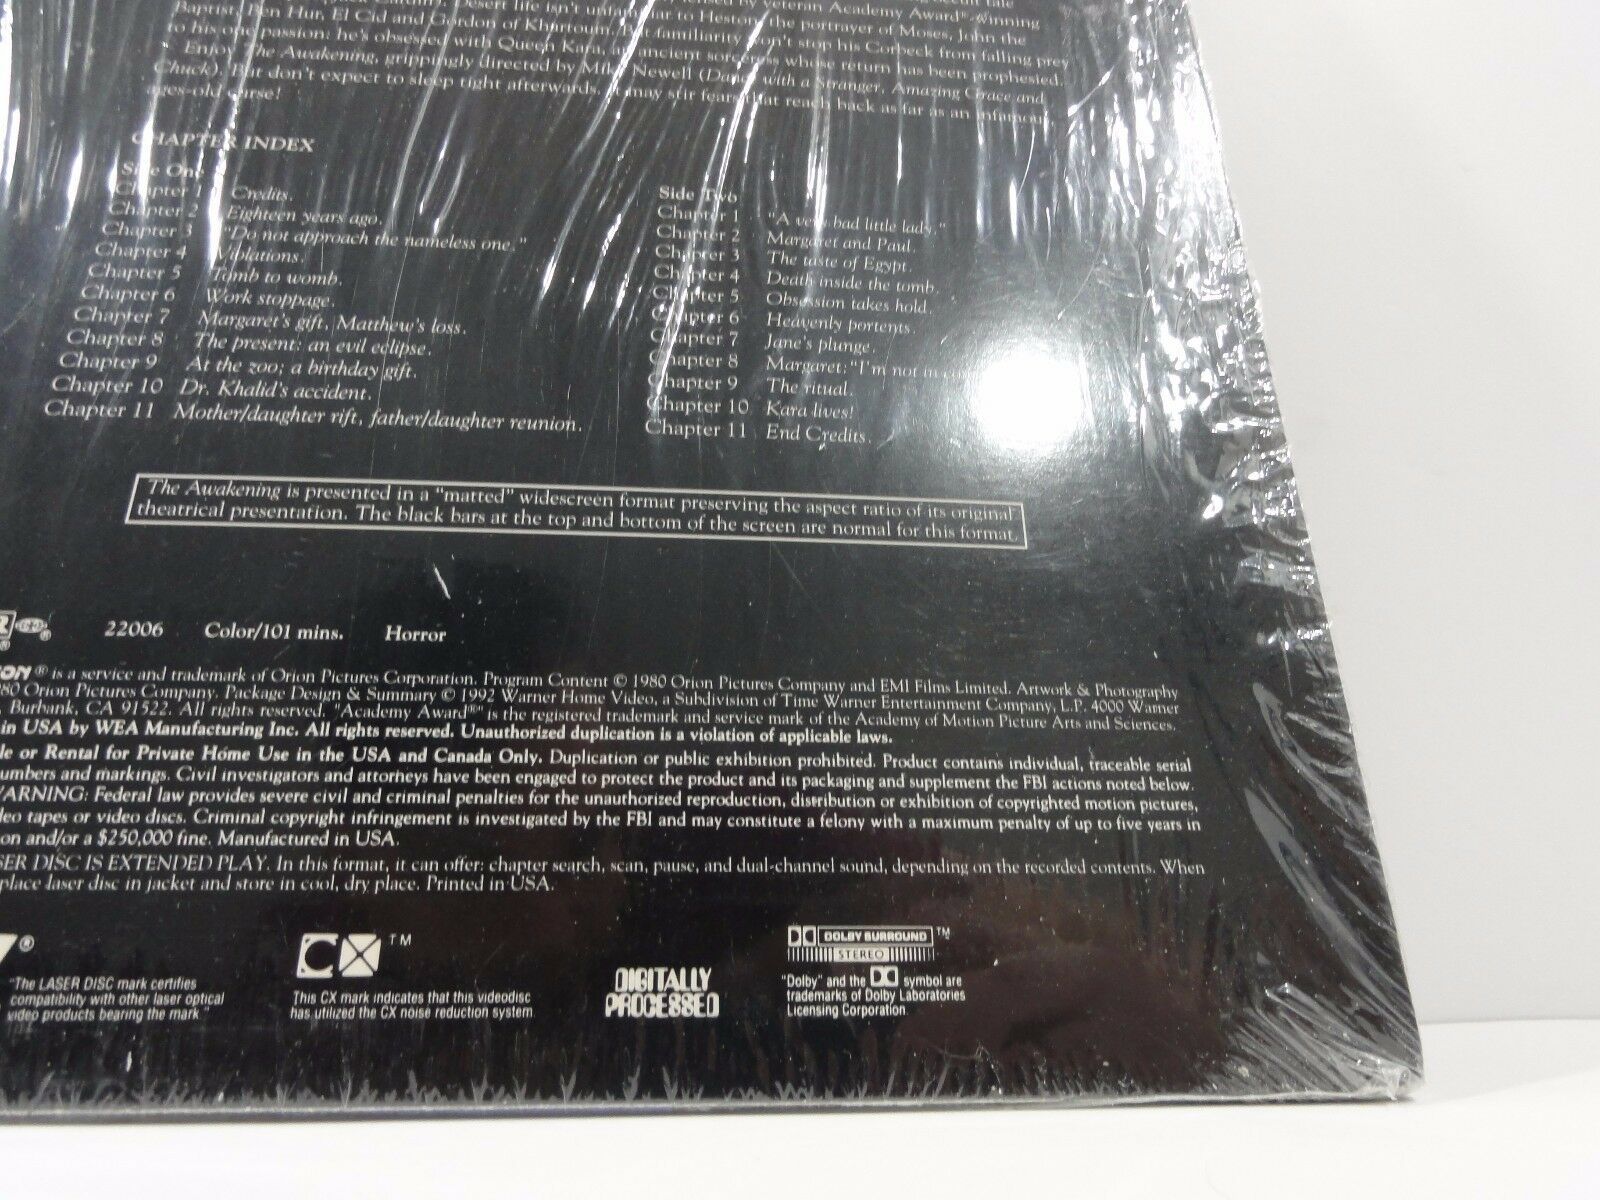 Desert life isn't
by veteran Academy Award®-winning
Baptist, Ben Hur, El Cid and Gordon of Khartoum. But familiarity won't stop his Corbeck from falling prey
to his one passion: he's obsessed with Queen Kara, an ancient sorceress whose return has been prophesied.
Enjoy The Awakening, grippingly directed by Mike Newell (Dance with a Stranger, Amazing Grace and
Chuck). But don't expect to sleep tight afterwards. It may stir fears that reach back as far as an infamous
ges-old curse!
CHAPTER INDEX
Side One
Chapter 1 Credits.
Chapter 2 Eighteen years ago.
Chapter 3 "Do not approach the nameless one."
Chapter 4 Violations.
Chapter 5 Tomb to womb.
Chapter 6 Work stoppage.
Chapter 7 Margaret's gift, Matthew's loss.
Chapter 8 The present: an evil eclipse.
Chapter 9 At the zoo; a birthday gift.
Chapter 10 Dr. Khalid's accident.
Chapter 11 Mother/daughter rift, father/daughter reunion.
Side Two
Chapter 1 "A very bad little lady."
Chapter 2 Margaret and Paul.
Chapter 3 The taste of Egypt.
Chapter 4 Death inside the tomb.
Chapter 5 Obsession takes hold.
Chapter 6 Heavenly portents.
Chapter 7 Jane's plunge.
Chapter 8 Margaret: "I'm not
Chapter 9 The ritual.
Chapter 10 Kara lives!
Chapter 11 End Credits.
The Awakening is presented in a "matted" widescreen format preserving the aspect ratio of its original
theatrical presentation. The black bars at the top and bottom of the screen are normal for this format.
22006 Color/101 mins. Horror
ON® is a service and trademark of Orion Pictures Corporation. Program Content © 1980 Orion Pictures Company and EMI Films Limited. Artwork & Photography
80 Orion Pictures Company. Package Design & Summary © 1992 Warner Home Video, a Subdivision of Time Warner Entertainment Company, L.P. 4000 Warner
, Burbank, CA 91522. All rights reserved. "Academy Award®" is the registered trademark and service mark of the Academy of Motion Picture Arts and Sciences.
in USA by WEA Manufacturing Inc. All rights reserved. Unauthorized duplication is a violation of applicable laws.
le or Rental for Private Home Use in the USA and Canada Only. Duplication or public exhibition prohibited. Product contains individual, traceable serial
umbers and markings. Civil investigators and attorneys have been engaged to protect the product and its packaging and supplement the FBI actions noted below.
WARNING: Federal law provides severe civil and criminal penalties for the unauthorized reproduction, distribution or exhibition of copyrighted motion pictures,
deo tapes or video discs. Criminal copyright infringement is investigated by the FBI and may constitute a felony with a maximum penalty of up to five years in
on and/or a $250,000 fine. Manufactured in USA.
SER DISC IS EXTENDED PLAY. In this format, it can offer: chapter search, scan, pause, and dual-channel sound, depending on the recorded contents. When
place laser disc in jacket and store in cool, dry place. Printed in USA.
"The LASER DISC mark certifies
compatibility with other laser optical
video products bearing the mark."
CX™
This CX mark indicates that this videodisc
has utilized the CX noise reduction system.
DIGITALLY
PROCESSED
DOLBY SURROUND™
STEREO
"Dolby" and the symbol are
trademarks of Dolby Laboratories
Licensing Corporation.